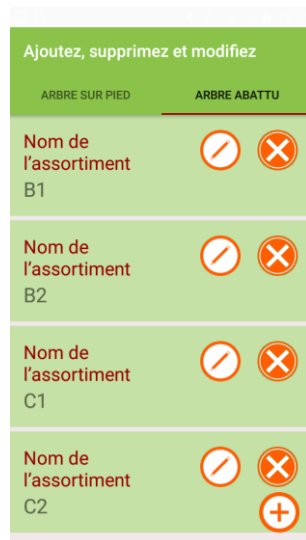 Ajoutez, supprimez et modifiez
ARBRE SUR PIED ARBRE ABATTU
Nom de
l'assortiment
B1
Nom de
l'assortiment
B2
Nom de
l'assortiment
C1
Nom de
l'assortiment
C2